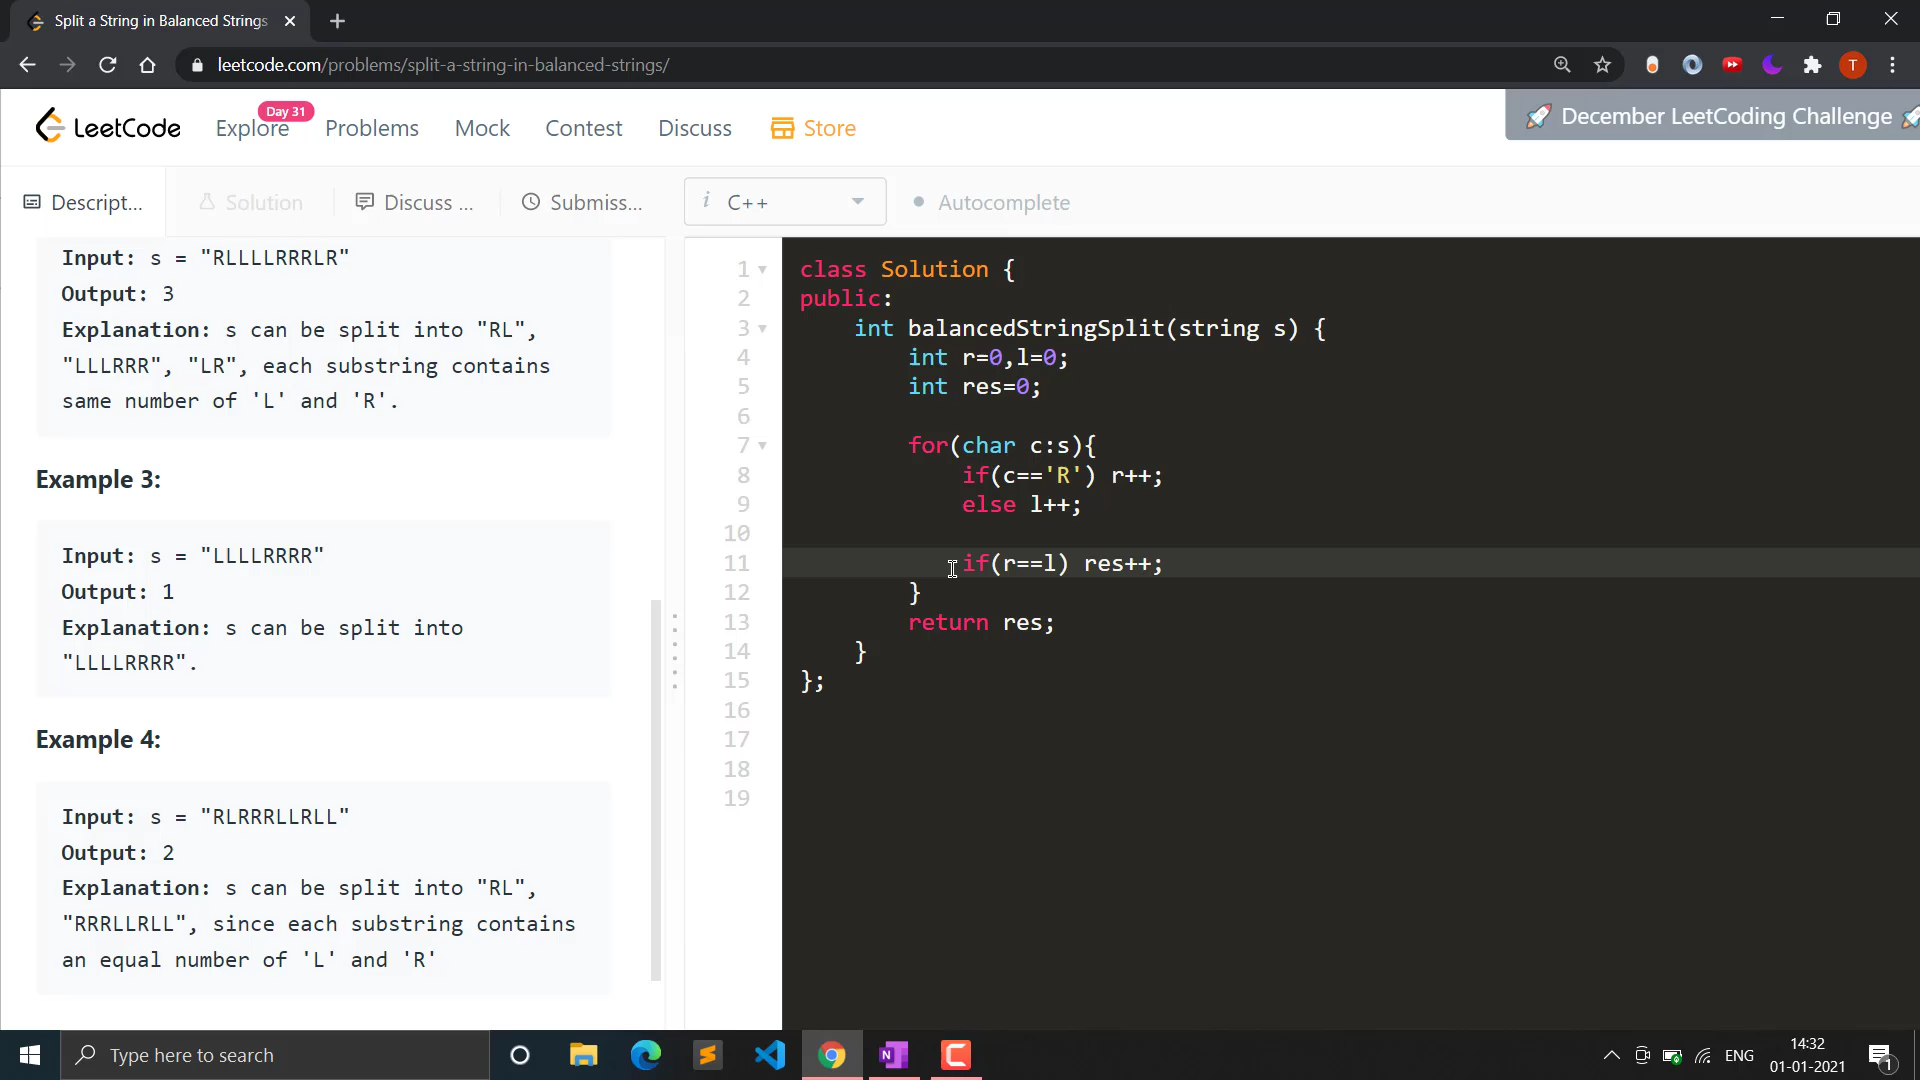 Split a String in Balanced Strings
leetcode.com/problems/split-a-string-in-balanced-strings/
T
LeetCode
Explore
Day 31
Problems
Mock
Contest
Discuss
Store
December LeetCoding Challenge
Descript...
Solution
Discuss ...
Submiss...
i C++
Autocomplete
Input: s = "RLLLLRRRLR"
Output: 3
Explanation: s can be split into "RL",
"LLLRRR", "LR", each substring contains
same number of 'L' and 'R'.
Example 3:
Input: s = "LLLLRRRR"
Output: 1
Explanation: s can be split into
"LLLLRRRR".
Example 4:
Input: s = "RLRRRLLRLL"
Output: 2
Explanation: s can be split into "RL",
"RRRLLRLL", since each substring contains
an equal number of 'L' and 'R'
1 class Solution {
2 public:
3 int balancedStringSplit(string s) {
4 int r=0,l=0;
5 int res=0;
6
7 for(char c:s){
8 if(c=='R') r++;
9 else l++;
10
11 if(r==l) res++;
12 }
13 return res;
14 }
15 };
16
17
18
19
Type here to search
N
ENG
14:32
01-01-2021
1